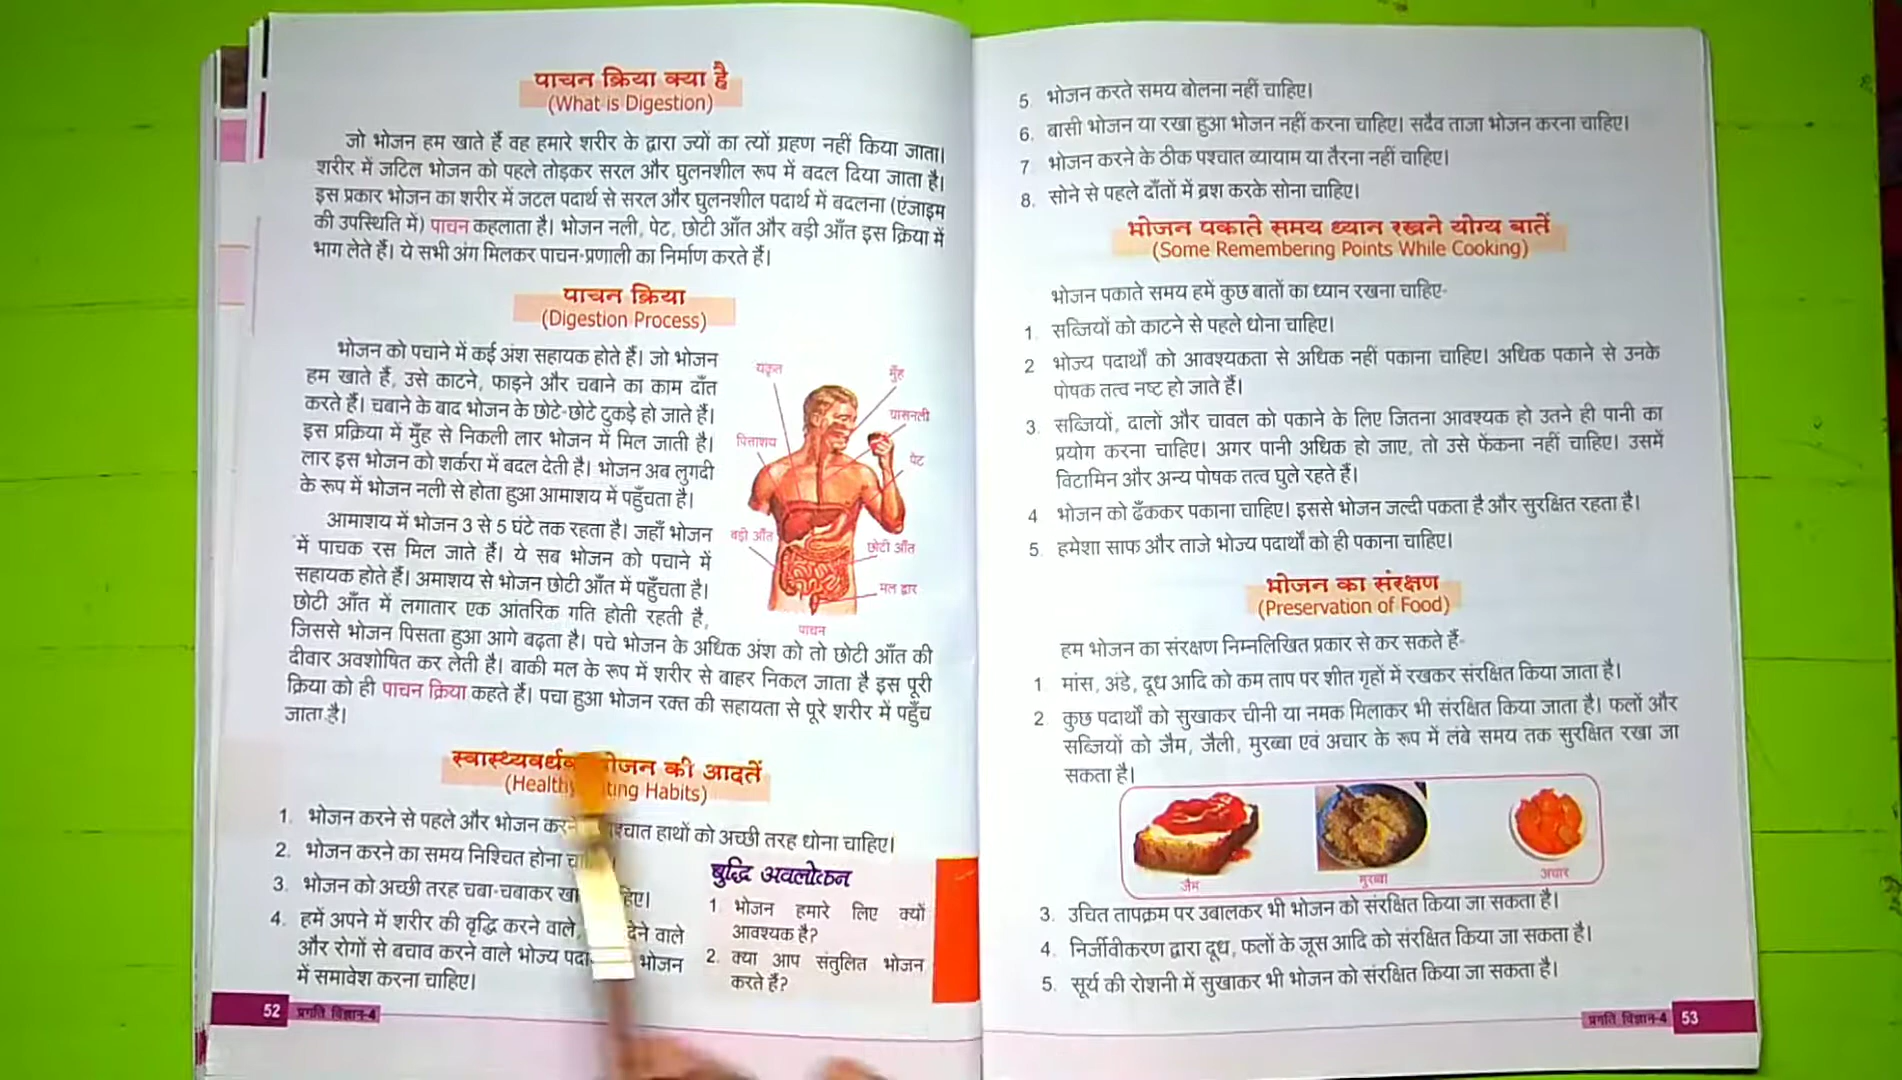 पाचन क्रिया क्या है
(What is Digestion)
जो भोजन हम खाते हैं वह हमारे शरीर के द्वारा ज्यों का त्यों ग्रहण नहीं किया जाता।
शरीर में जटिल भोजन को पहले तोड़कर सरल और घुलनशील रूप में बदल दिया जाता है।
इस प्रकार भोजन का शरीर में जटल पदार्थ से सरल और घुलनशील पदार्थ में बदलना (एंजाइम
की उपस्थिति में) पाचन कहलाता है। भोजन नली, पेट, छोटी आँत और बड़ी आँत इस क्रिया में
भाग लेते हैं। ये सभी अंग मिलकर पाचन-प्रणाली का निर्माण करते हैं।
पाचन क्रिया
(Digestion Process)
भोजन को पचाने में कई अंश सहायक होते हैं। जो भोजन
हम खाते हैं, उसे काटने, फाड़ने और चबाने का काम दाँत
करते हैं। चबाने के बाद भोजन के छोटे-छोटे टुकड़े हो जाते हैं।
इस प्रक्रिया में मुँह से निकली लार भोजन में मिल जाती है।
लार इस भोजन को शर्करा में बदल देती है। भोजन अब लुगदी
के रूप में भोजन नली से होता हुआ आमाशय में पहुँचता है।
आमाशय में भोजन 3 से 5 घंटे तक रहता है। जहाँ भोजन
में पाचक रस मिल जाते हैं। ये सब भोजन को पचाने में
सहायक होते हैं। अमाशय से भोजन छोटी आँत में पहुँचता है।
छोटी आँत में लगातार एक आंतरिक गति होती रहती है,
जिससे भोजन पिसता हुआ आगे बढ़ता है। पचे भोजन के अधिक अंश को तो छोटी आँत की
दीवार अवशोषित कर लेती है। बाकी मल के रूप में शरीर से बाहर निकल जाता है इस पूरी
क्रिया को ही पाचन क्रिया कहते हैं। पचा हुआ भोजन रक्त की सहायता से पूरे शरीर में पहुँच
जाता है।
यकृत
मुँह
ग्रासनली
पित्ताशय
पेट
बड़ी आँत
छोटी आँत
मल द्वार
पाचन
स्वास्थ्यवर्धक भोजन की आदतें
(Healthy ting Habits)
1. भोजन करने से पहले और भोजन करने पश्चात हाथों को अच्छी तरह धोना चाहिए।
2. भोजन करने का समय निश्चित होना
3. भोजन को अच्छी तरह चबा-चबाकर
4. हमें अपने में शरीर की वृद्धि करने वाले, देने वाले
और रोगों से बचाव करने वाले भोज्य भोजन
में समावेश करना चाहिए।
बुद्धि अवलोकन
1. भोजन हमारे लिए क्यों
आवश्यक है?
2. क्या आप संतुलित भोजन
करते हैं?
52 प्रगति विज्ञान-4
5. भोजन करते समय बोलना नहीं चाहिए।
6. बासी भोजन या रखा हुआ भोजन नहीं करना चाहिए। सदैव ताजा भोजन करना चाहिए।
7 भोजन करने के ठीक पश्चात व्यायाम या तैरना नहीं चाहिए।
8. सोने से पहले दाँतों में ब्रश करके सोना चाहिए।
भोजन पकाते समय ध्यान रखने योग्य बातें
(Some Remembering Points While Cooking)
भोजन पकाते समय हमें कुछ बातों का ध्यान रखना चाहिए-
1. सब्जियों को काटने से पहले धोना चाहिए।
2 भोज्य पदार्थों को आवश्यकता से अधिक नहीं पकाना चाहिए। अधिक पकाने से उनके
पोषक तत्व नष्ट हो जाते हैं।
3. सब्जियों, दालों और चावल को पकाने के लिए जितना आवश्यक हो उतने ही पानी का
प्रयोग करना चाहिए। अगर पानी अधिक हो जाए, तो उसे फेंकना नहीं चाहिए। उसमें
विटामिन और अन्य पोषक तत्व घुले रहते हैं।
4 भोजन को ढँककर पकाना चाहिए। इससे भोजन जल्दी पकता है और सुरक्षित रहता है।
5. हमेशा साफ और ताजे भोज्य पदार्थों को ही पकाना चाहिए।
भोजन का संरक्षण
(Preservation of Food)
हम भोजन का संरक्षण निम्नलिखित प्रकार से कर सकते हैं-
1 मांस, अंडे, दूध आदि को कम ताप पर शीत गृहों में रखकर संरक्षित किया जाता है।
2 कुछ पदार्थों को सुखाकर चीनी या नमक मिलाकर भी संरक्षित किया जाता है। फलों और
सब्जियों को जैम, जैली, मुरब्बा एवं अचार के रूप में लंबे समय तक सुरक्षित रखा जा
सकता है।
जैम
मुरब्बा
अचार
3. उचित तापक्रम पर उबालकर भी भोजन को संरक्षित किया जा सकता है।
4. निर्जीवीकरण द्वारा दूध, फलों के जूस आदि को संरक्षित किया जा सकता है।
5. सूर्य की रोशनी में सुखाकर भी भोजन को संरक्षित किया जा सकता है।
प्रगति विज्ञान-4 53